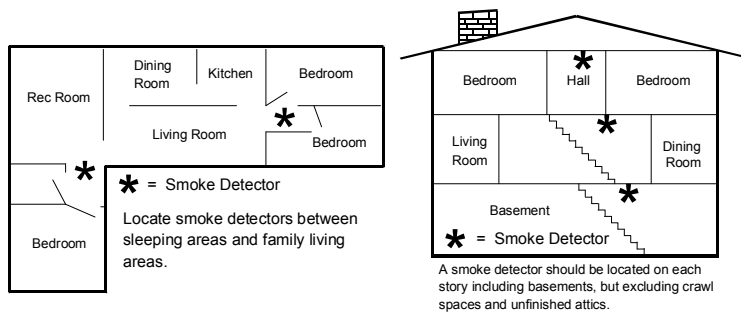 Dining
Room
Kitchen
Bedroom
Rec Room
Living Room
Bedroom
* = Smoke Detector
Locate smoke detectors between
sleeping areas and family living
areas.
Bedroom
Bedroom
Hall
Bedroom
Living
Room
Dining
Room
Basement
* = Smoke Detector
A smoke detector should be located on each
story including basements, but excluding crawl
spaces and unfinished attics.